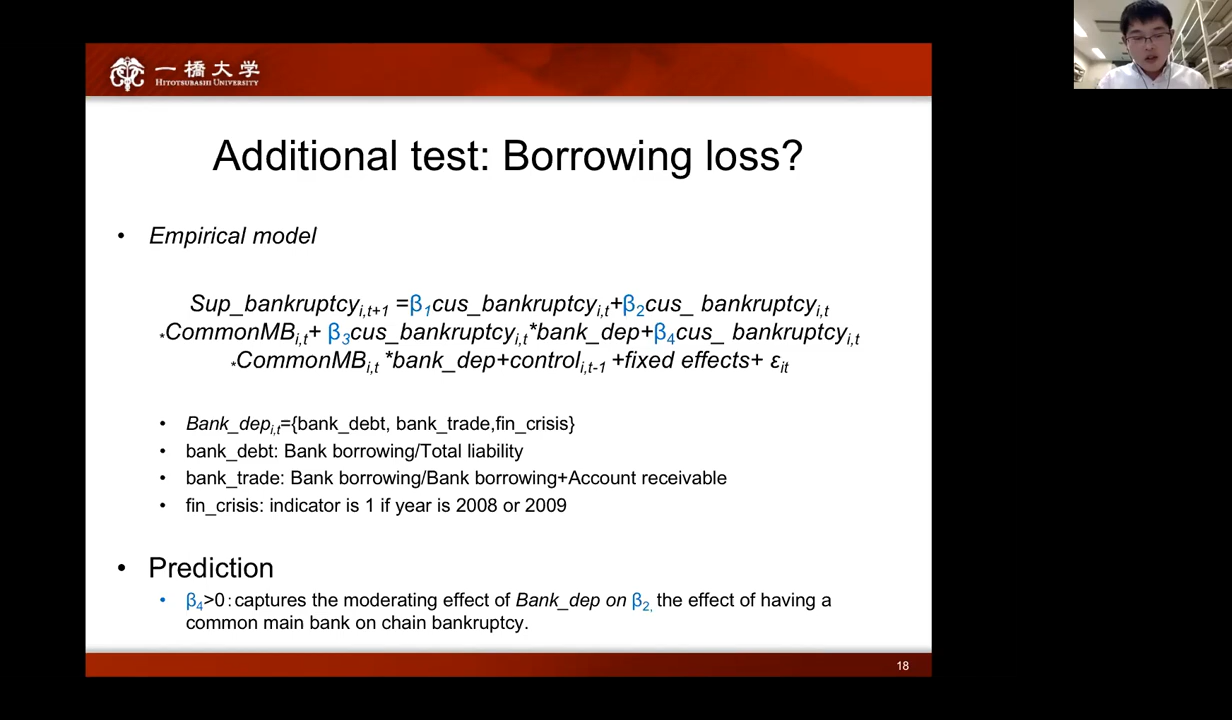 一橋大学
HITOTSUBASHI UNIVERSITY
Additional test: Borrowing loss?
• Empirical model
Sup_bankruptcyi,t+1 =β1cus_bankruptcyi,t+β2cus_ bankruptcyi,t
*CommonMBi,t+ β3cus_bankruptcyi,t*bank_dep+β4cus_ bankruptcyi,t
*CommonMBi,t *bank_dep+controli,t-1 +fixed effects+ εit
• Bank_depi,t={bank_debt, bank_trade,fin_crisis}
• bank_debt: Bank borrowing/Total liability
• bank_trade: Bank borrowing/Bank borrowing+Account receivable
• fin_crisis: indicator is 1 if year is 2008 or 2009
• Prediction
• β4>0:captures the moderating effect of Bank_dep on β2, the effect of having a
common main bank on chain bankruptcy.
18